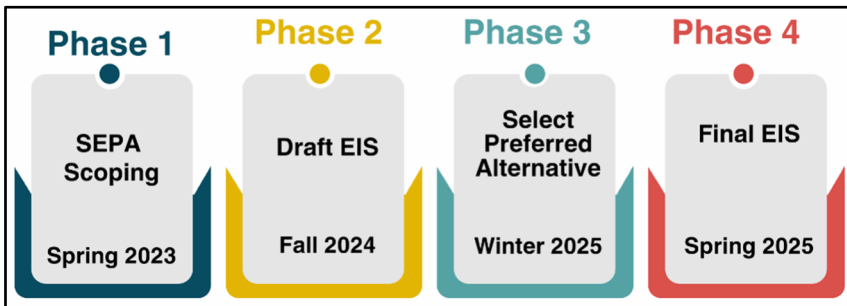 Phase 1
SEPA
Scoping
Spring 2023
Phase 2
Draft EIS
Fall 2024
Phase 3
Select
Preferred
Alternative
Winter 2025
Phase 4
Final EIS
Spring 2025